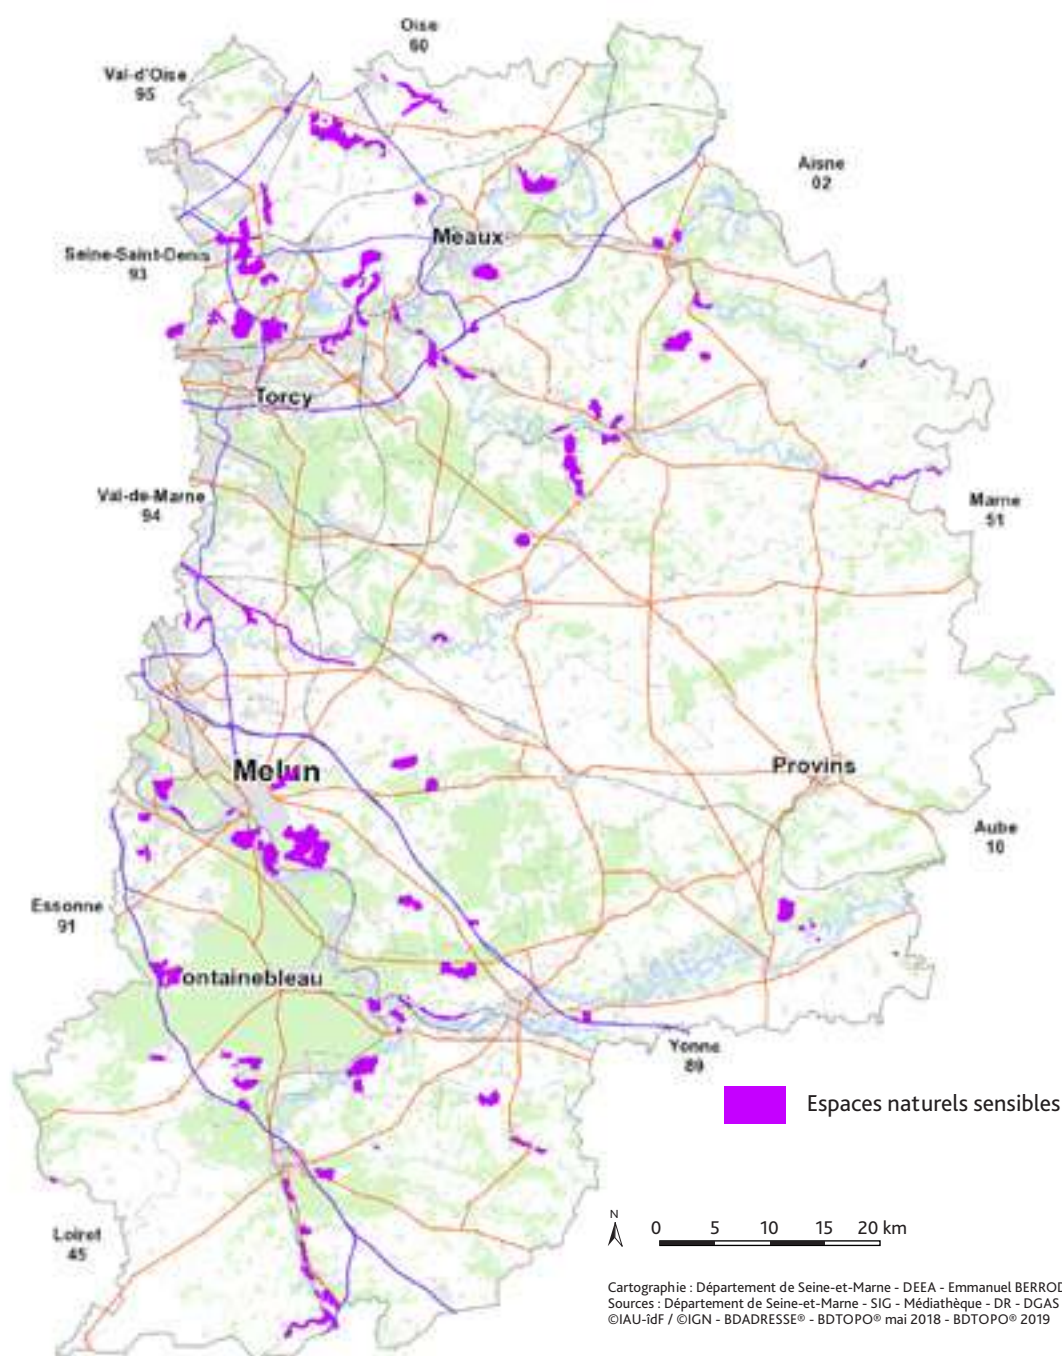 Oise
60
Val-d'Oise
95
Aisne
02
Meaux
Seine-Saint-Denis
93
Torcy
Val-de-Marne
94
Marne
51
Melun
Provins
Aube
10
Essonne
91
ontainebleau
Yonne
89
Espaces naturels sensibles
N
0 5 10 15 20 km
Loiret
45
Cartographie : Département de Seine-et-Marne - DEEA - Emmanuel BERROD
Sources : Département de Seine-et-Marne - SIG - Médiathèque - DR - DGAS
©IAU-îdF / ©IGN - BDADRESSE® - BDTOPO® mai 2018 - BDTOPO® 2019